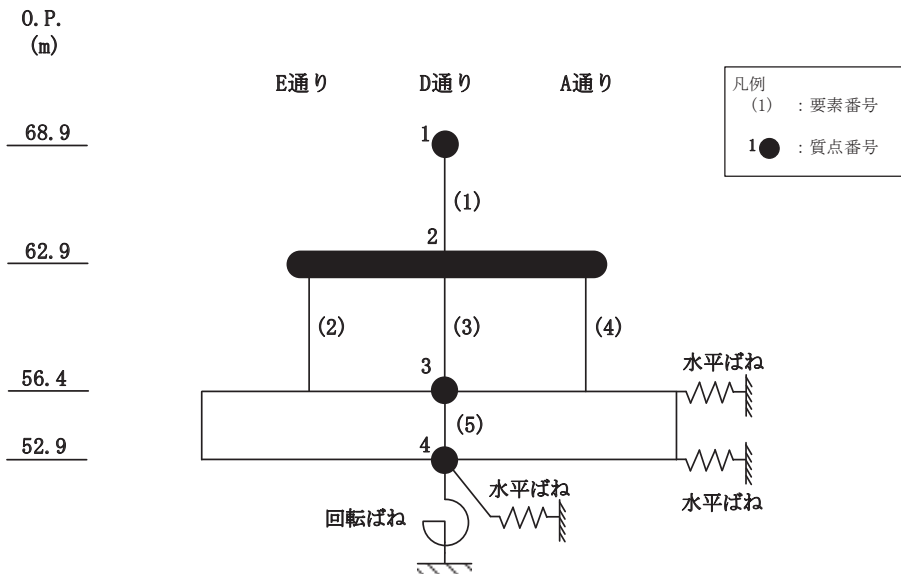 O.P.
(m)
E通り D通り A通り
凡例
(1) :要素番号
1 :質点番号
68.9
1
(1)
2
62.9
(2) (3) (4)
3
水平ばね
56.4
(5)
4
52.9
水平ばね
水平ばね
回転ばね